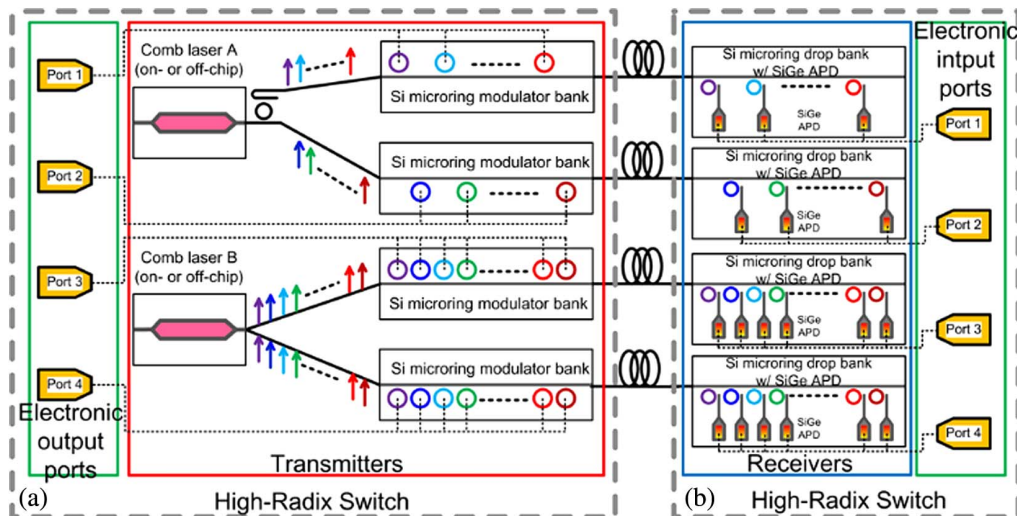 Port 1
Port 2
Port 3
Port 4
Electronic
output
ports
Comb laser A
(on- or off-chip)
Si microring modulator bank
Si microring modulator bank
Comb laser B
(on- or off-chip)
Si microring modulator bank
Si microring modulator bank
Transmitters
(a)
High-Radix Switch
Si microring drop bank
w/ SiGe APD
SiGe
APD
Si microring drop bank
w/ SiGe APD
SiGe
APD
Si microring drop bank
w/ SiGe APD
SiGe
APD
Si microring drop bank
w/ SiGe APD
SiGe
APD
Receivers
Electronic
intput
ports
Port 1
Port 2
Port 3
Port 4
(b)
High-Radix Switch